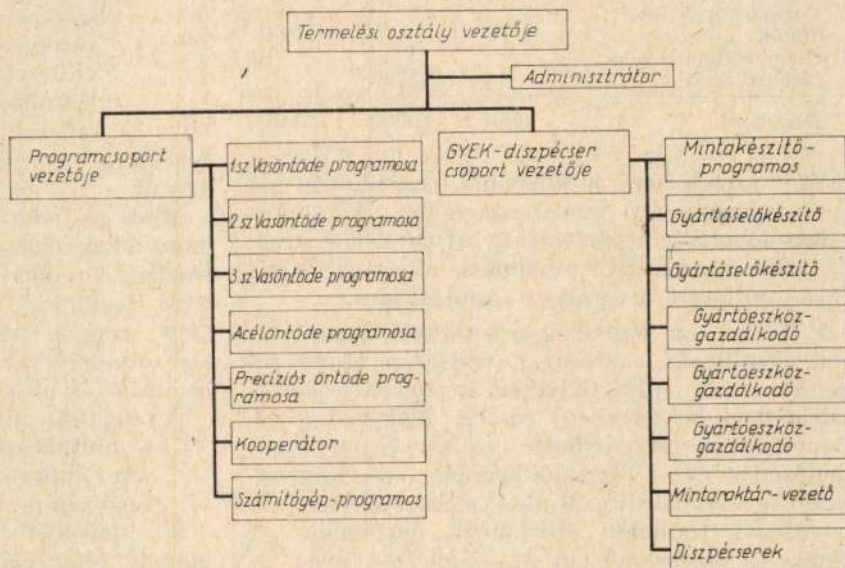 Termelési osztály vezetője
Adminisztrátor
Programcsoport
vezetője
1.sz Vasöntöde programosa
2.sz Vasöntöde programosa
3.sz Vasöntöde programosa
Acélöntöde programosa
Precíziós öntöde prog-
ramosa
Kooperátor
Számítógép-programos
GYEK-diszpécser
csoport vezetője
Mintakészítő-
programos
Gyártáselőkészítő
Gyártáselőkészítő
Gyártóeszköz-
gazdálkodó
Gyártóeszköz-
gazdálkodó
Gyártóeszköz-
gazdálkodó
Mintaraktár-vezető
Diszpécserek